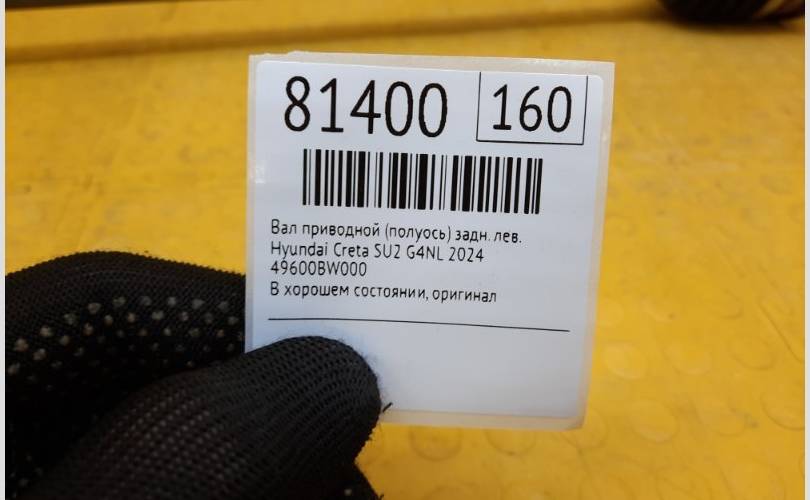 81400 160
Вал приводной (полуось) задн. лев.
Hyundai Creta SU2 G4NL 2024
49600BW000
В хорошем состоянии, оригинал